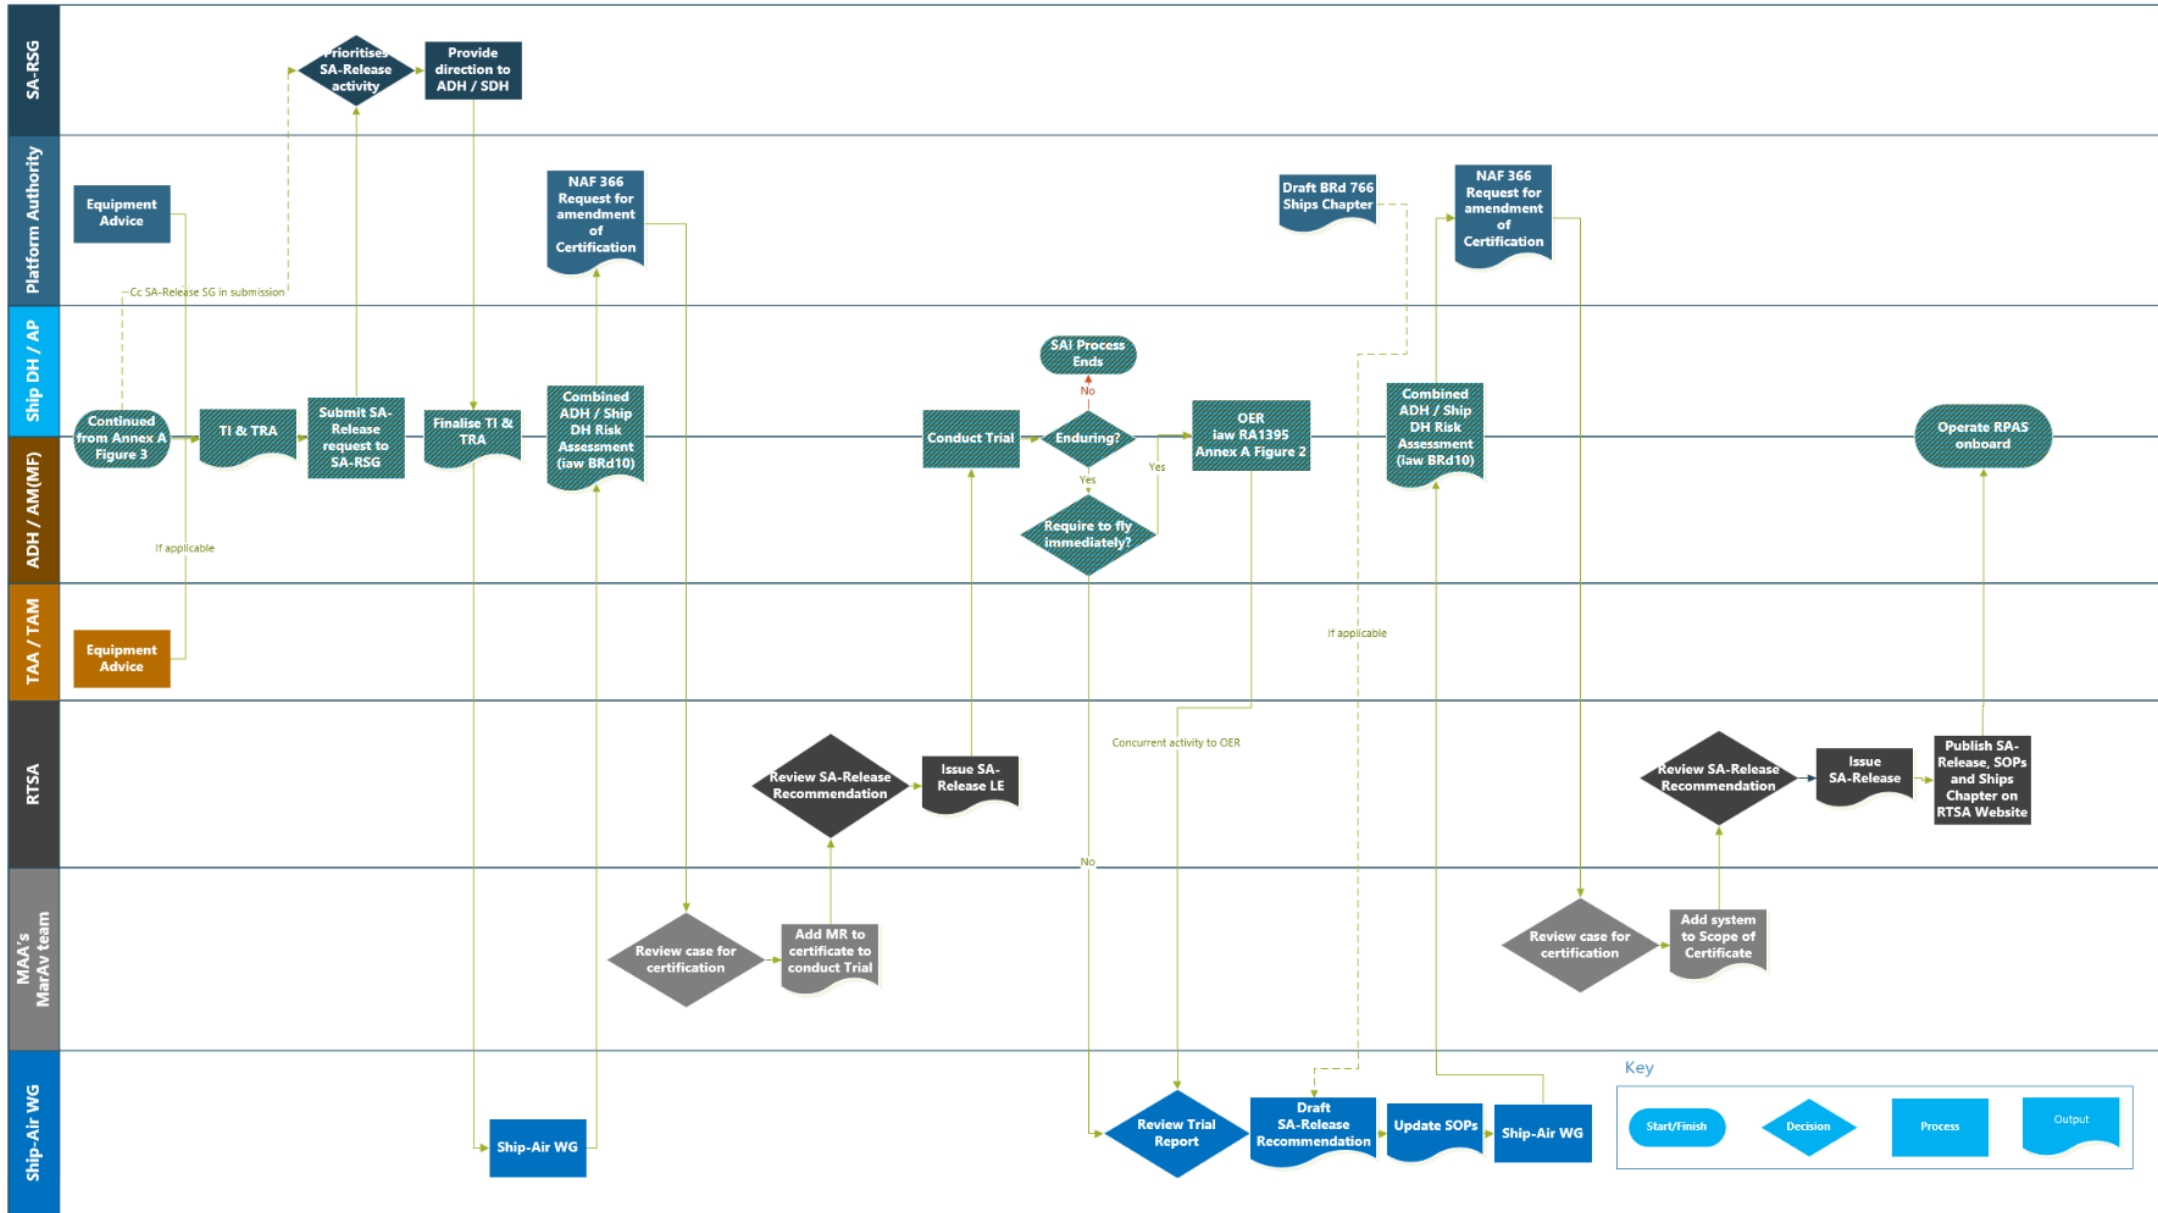 SA-RSG
Prioritises
SA-Release
activity
Provide
direction to
ADH / SDH
Platform Authority
Equipment
Advice
Cc SA-Release SG in submission
NAF 366
Request for
amendment
of
Certification
Draft BRd 766
Ships Chapter
NAF 366
Request for
amendment
of
Certification
Ship DH / AP
ADH / AM(MF)
Continued
from Annex A
Figure 3
TI & TRA
Submit SA-
Release
request to
SA-RSG
Finalise TI &
TRA
Combined
ADH / Ship
DH Risk
Assessment
(iaw BRd10)
Conduct Trial
SAI Process
Ends
No
Enduring?
Yes
Require to fly
immediately?
Yes
OER
iaw RA1395
Annex A Figure 2
Combined
ADH / Ship
DH Risk
Assessment
(iaw BRd10)
Operate RPAS
onboard
If applicable
TAA / TAM
Equipment
Advice
If applicable
RTSA
Review SA-Release
Recommendation
Issue SA-
Release LE
Concurrent activity to OER
No
Review SA-Release
Recommendation
Issue
SA-Release
Publish SA-
Release, SOPs
and Ships
Chapter on
RTSA Website
MAA's
MarAv team
Review case for
certification
Add MR to
certificate to
conduct Trial
Review case for
certification
Add system
to Scope of
Certificate
Ship-Air WG
Ship-Air WG
Review Trial
Report
Draft
SA-Release
Recommendation
Update SOPs
Ship-Air WG
Key
Start/Finish
Decision
Process
Output